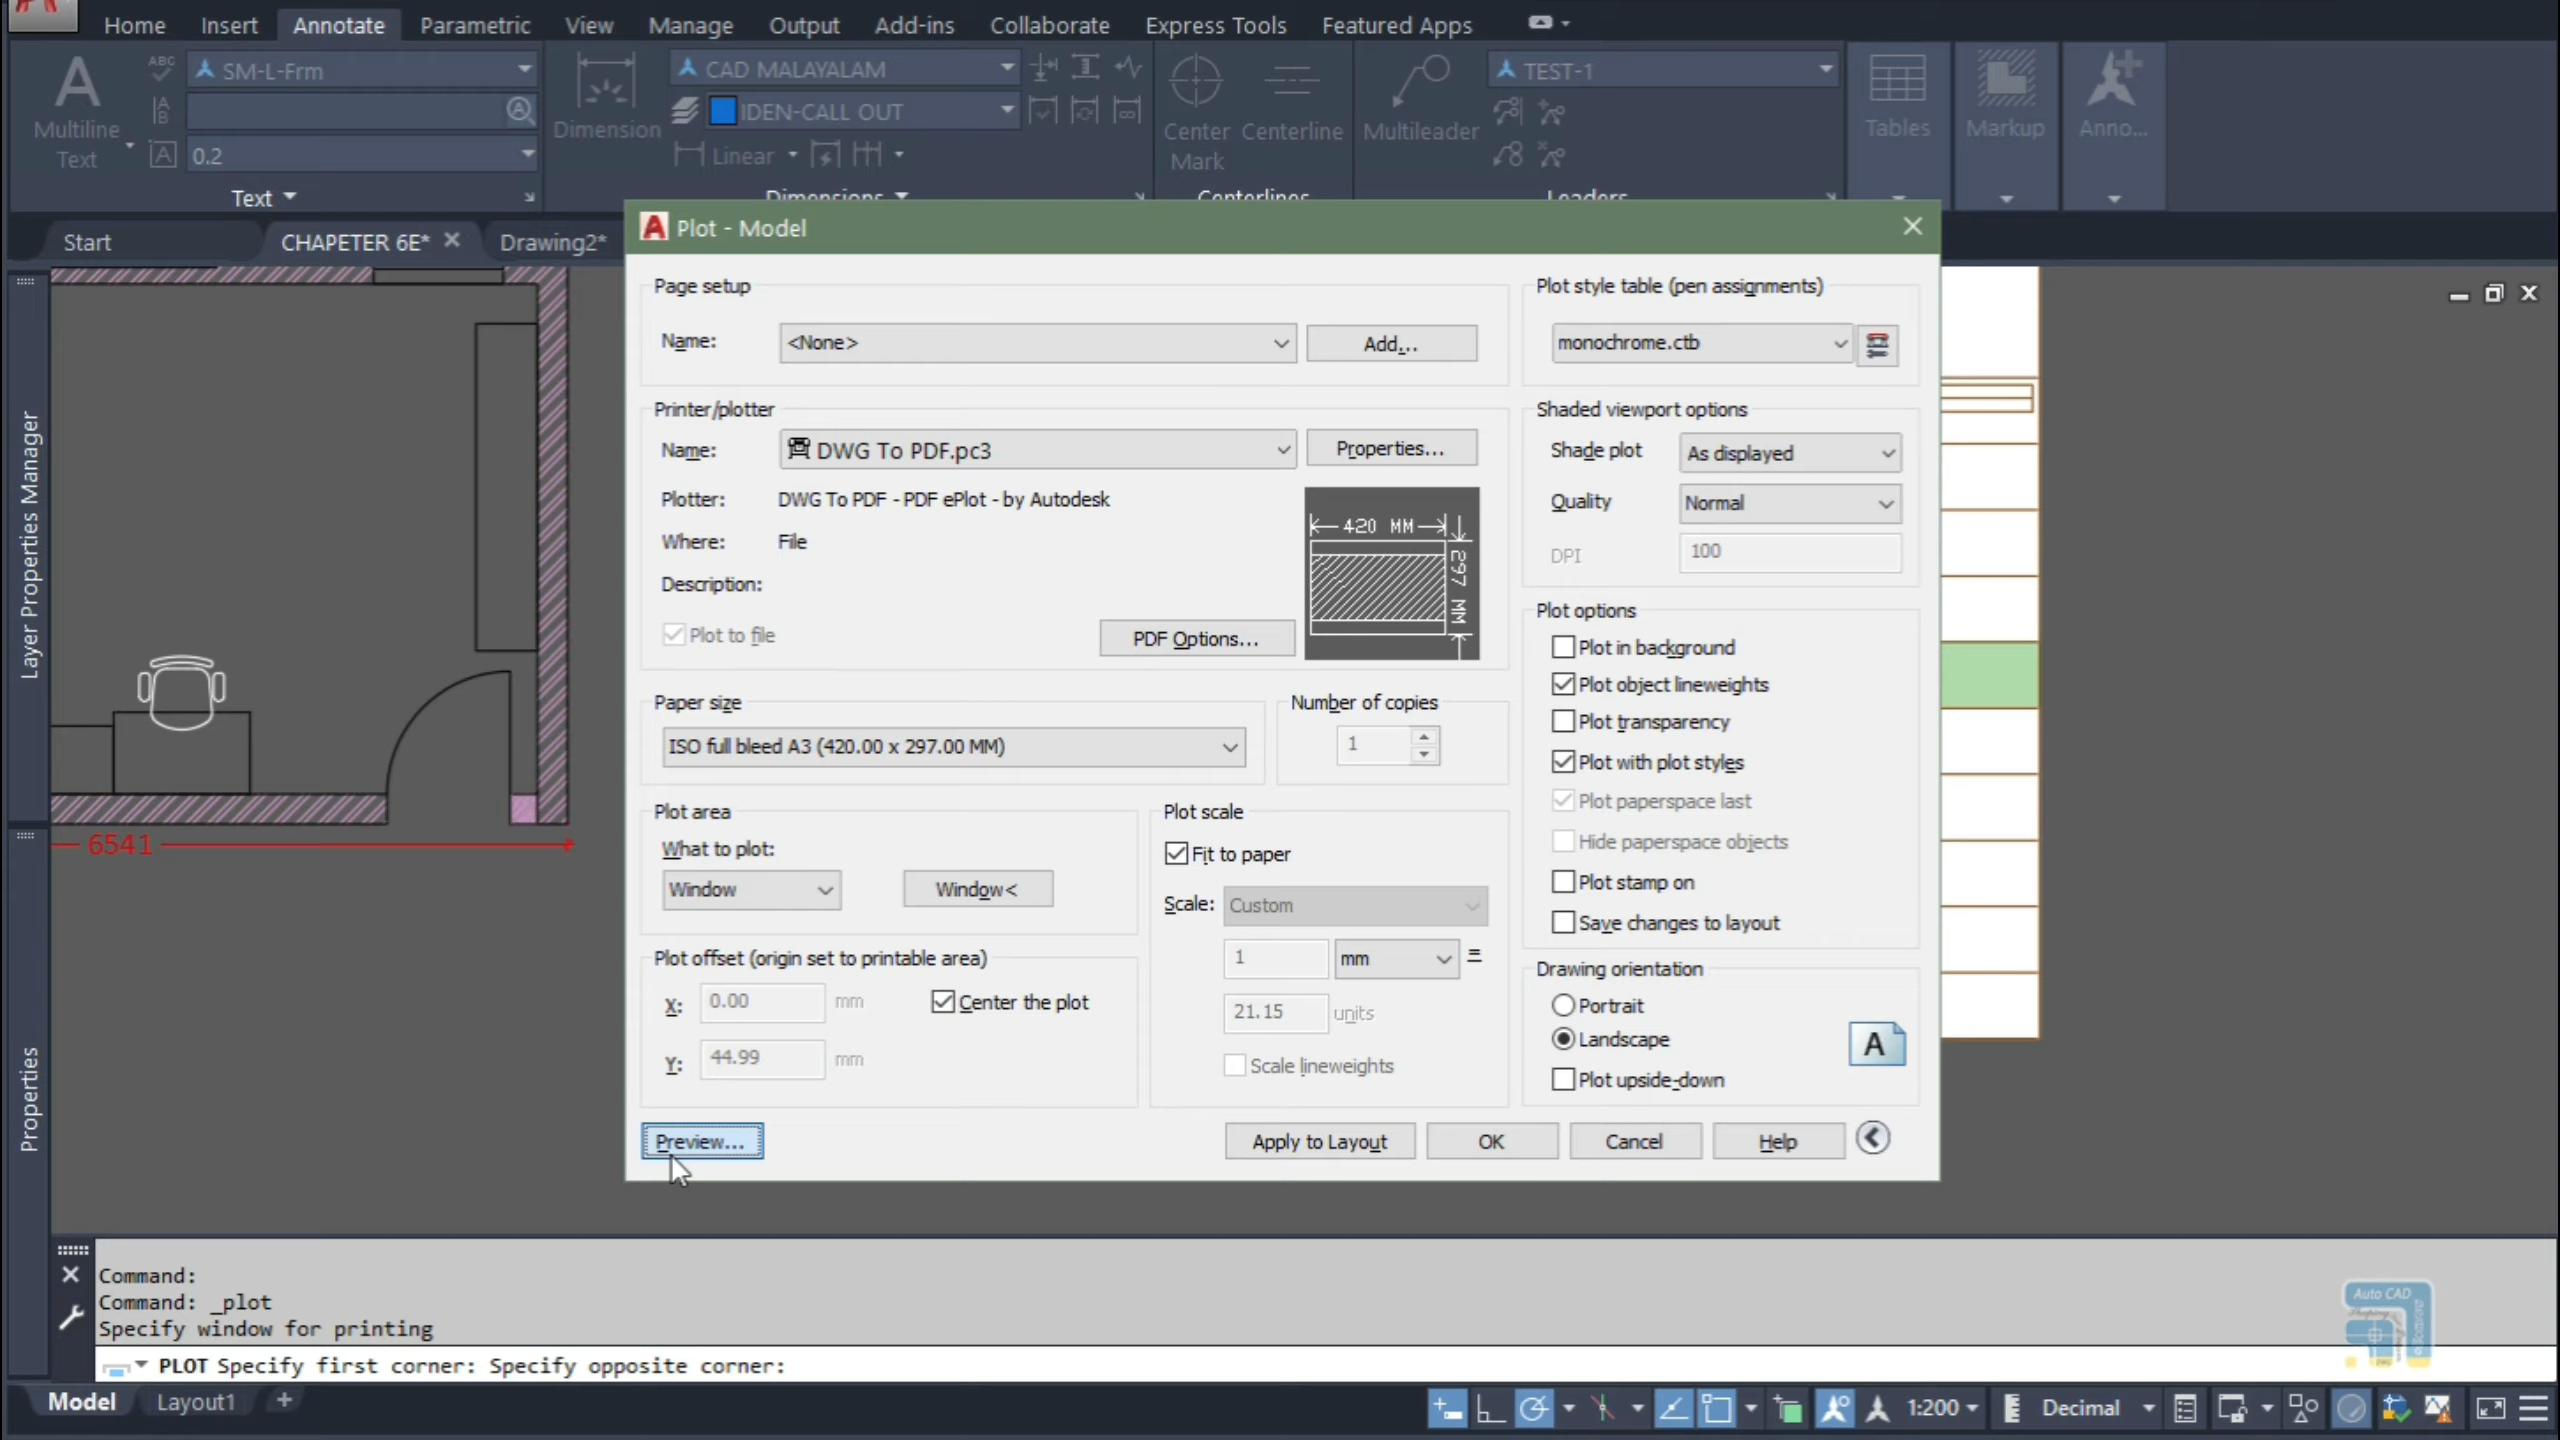 Home Insert Annotate Parametric View Manage Output Add-ins Collaborate Express Tools Featured Apps
Multiline
Text
ABC
SM-L-Frm
0.2
Dimension
CAD MALAYALAM
IDEN-CALL OUT
Linear
Center
Mark
Centerline
Multileader
TEST-1
Tables
Markup
Anno...
Text
Dimensions
Centerlines
Leaders
Start
CHAPETER 6E*
Drawing2*
Layer Properties Manager
Properties
6541
Plot - Model
Page setup
Name:
<None>
Add...
Printer/plotter
Name:
DWG To PDF.pc3
Properties...
Plotter:
DWG To PDF - PDF ePlot - by Autodesk
Where:
File
Description:
Plot to file
PDF Options...
420 MM
297 MM
Paper size
ISO full bleed A3 (420.00 x 297.00 MM)
Number of copies
1
Plot area
What to plot:
Window
Window<
Plot scale
Fit to paper
Scale:
Custom
1
mm
=
21.15
units
Scale lineweights
Plot offset (origin set to printable area)
X:
0.00
mm
Center the plot
Y:
44.99
mm
Plot style table (pen assignments)
monochrome.ctb
Shaded viewport options
Shade plot
As displayed
Quality
Normal
DPI
100
Plot options
Plot in background
Plot object lineweights
Plot transparency
Plot with plot styles
Plot paperspace last
Hide paperspace objects
Plot stamp on
Save changes to layout
Drawing orientation
Portrait
Landscape
Plot upside-down
A
Preview...
Apply to Layout
OK
Cancel
Help
Command:
Command: _plot
Specify window for printing
PLOT Specify first corner: Specify opposite corner:
Auto CAD
Model
Layout1
1:200
Decimal